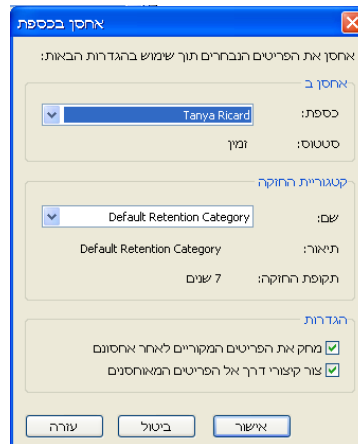 אחסן בכספת
אחסן את הפריטים הנבחרים תוך שימוש בהגדרות הבאות:
אחסן ב
כספת: Tanya Ricard
סטטוס: זמין
קטגוריית החזקה
שם: Default Retention Category
תיאור: Default Retention Category
תקופת החזקה: 7 שנים
הגדרות
מחק את הפריטים המקוריים לאחר אחסונם
צור קיצורי דרך אל הפריטים המאוחסנים
אישור ביטול עזרה